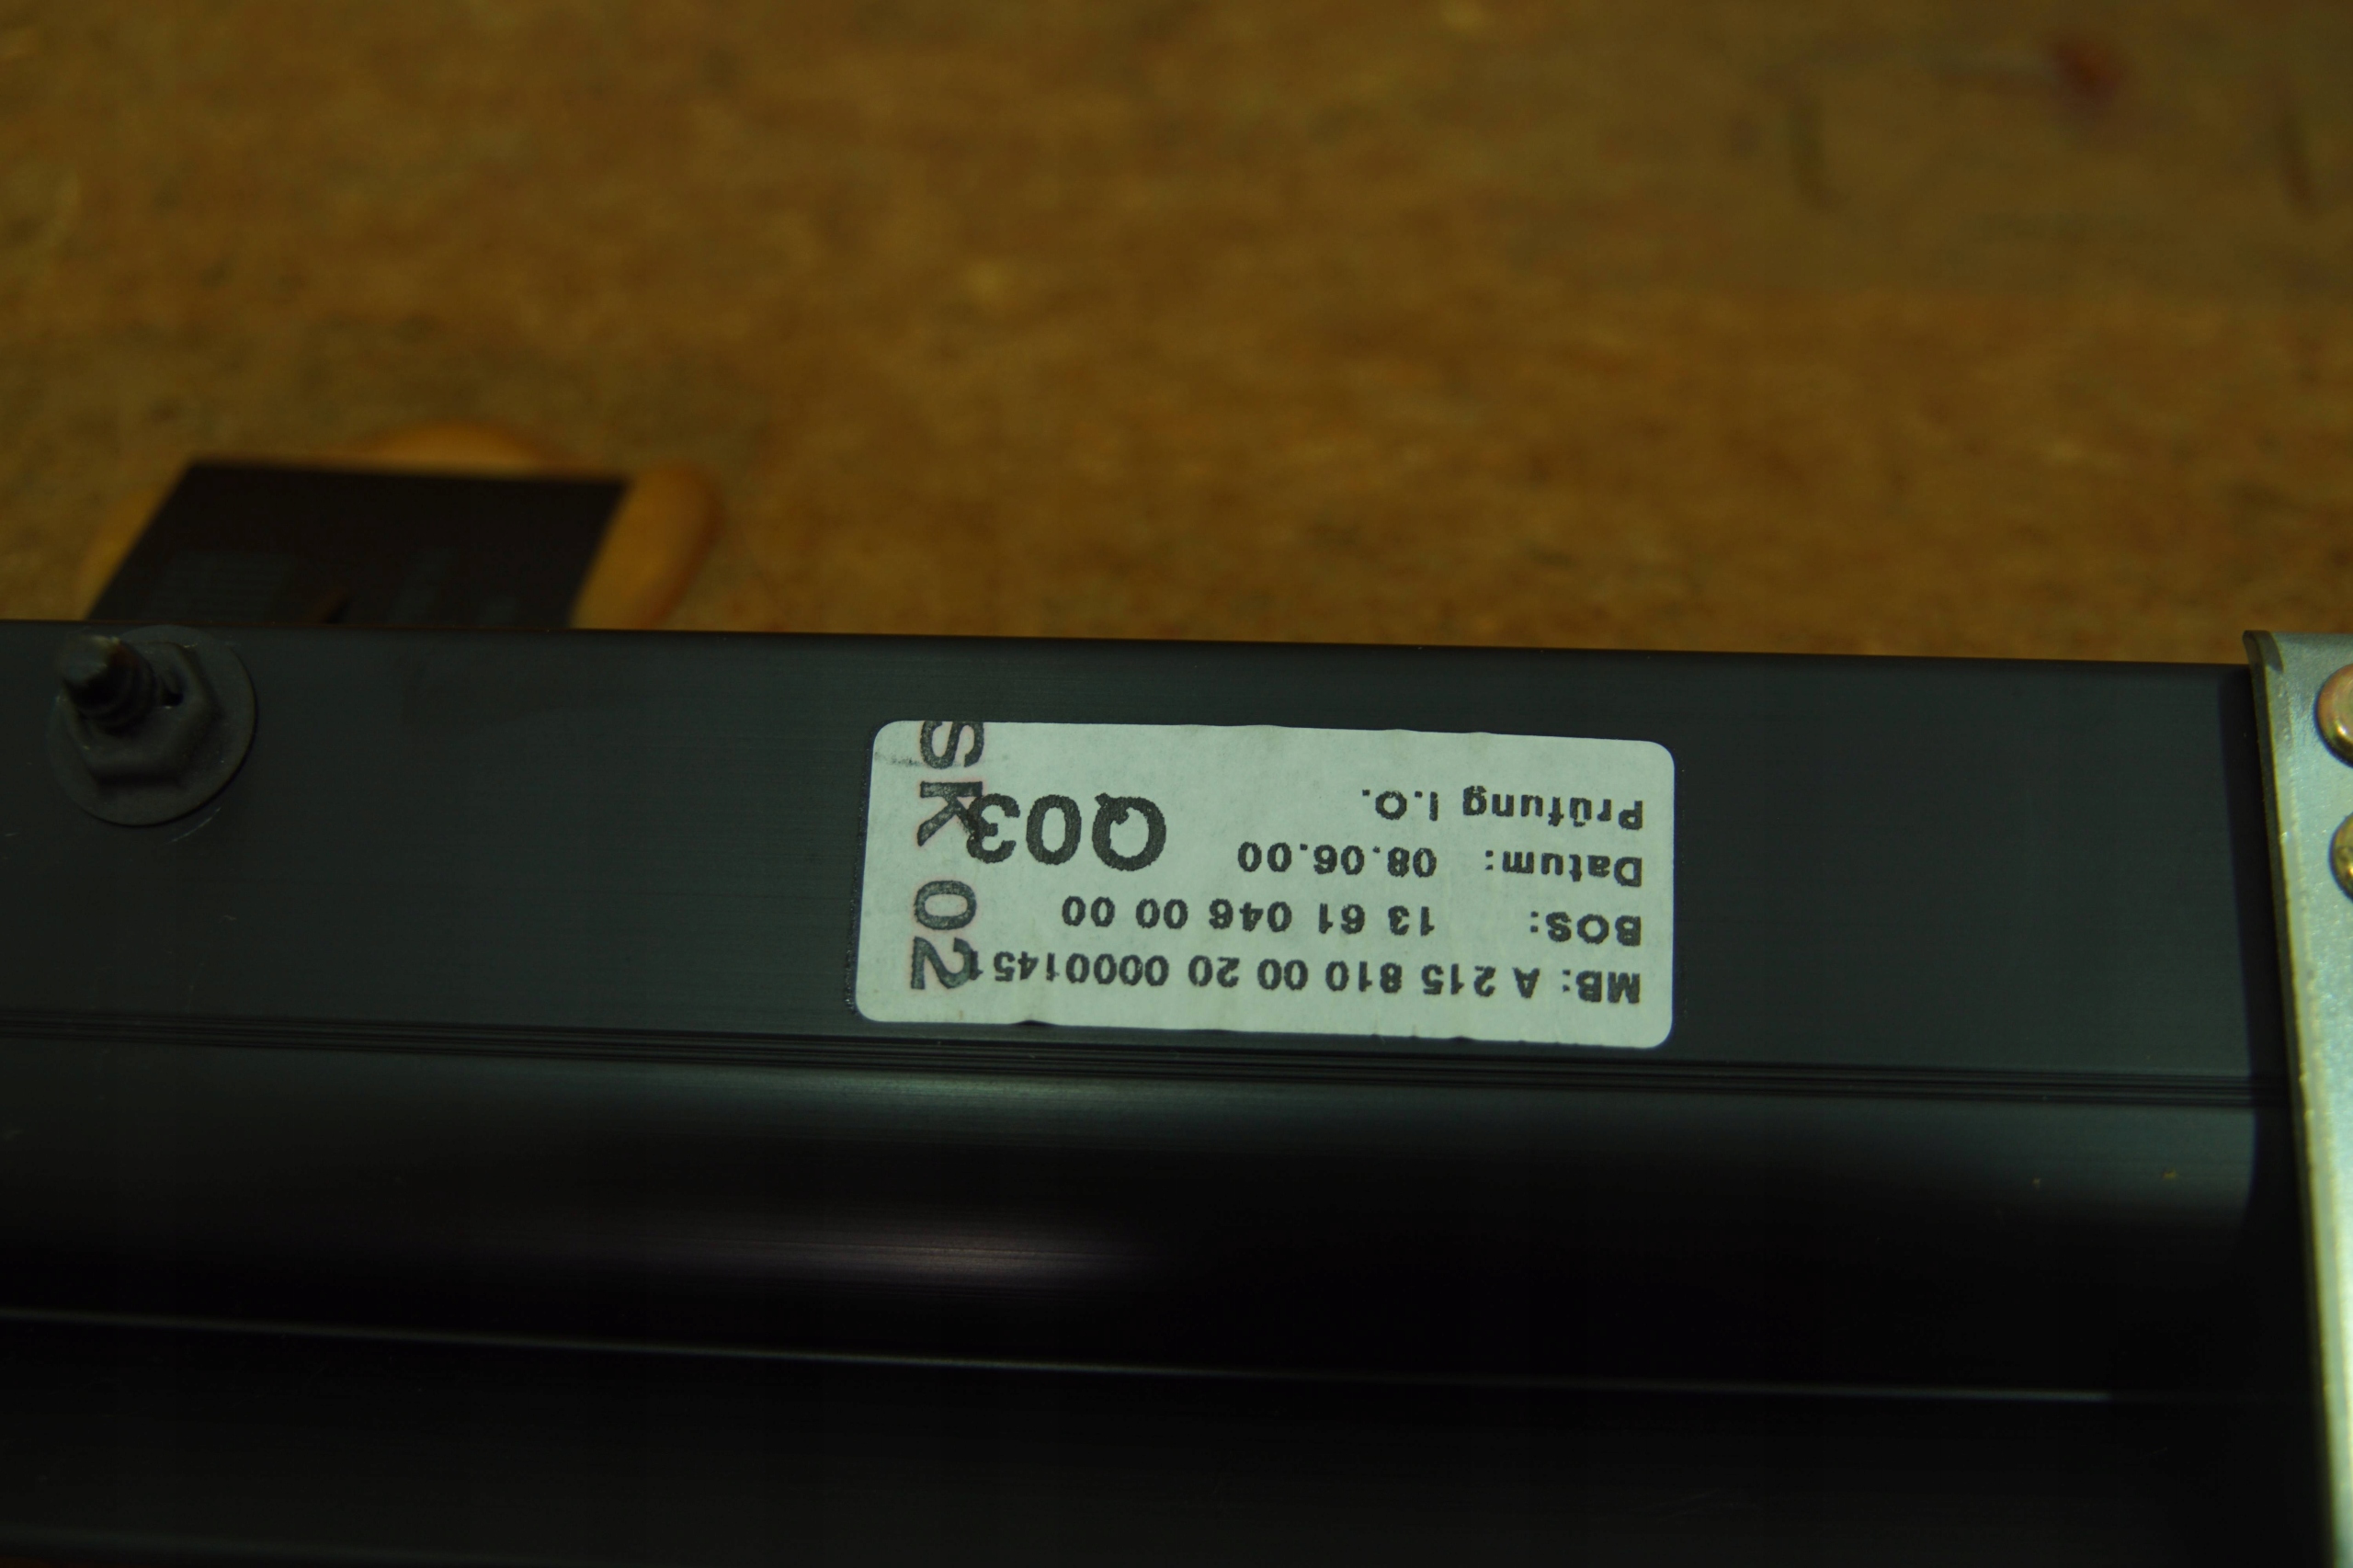 MB: A 215 810 00 20 00001451
BOS: 13 61 046 00 00
Datum: 08.06.00
Prüfung I.O.
Q03
SK 02